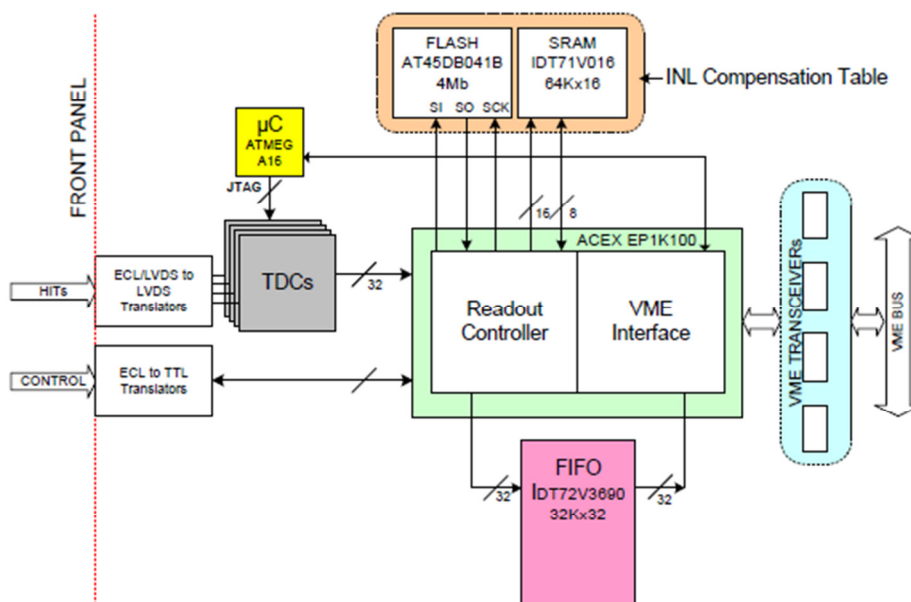 FRONT PANEL
FLASH
AT45DB041B
4Mb
SI SO SCK
SRAM
IDT71V016
64Kx16
INL Compensation Table
µC
ATMEG
A16
JTAG
16
8
ACEX EP1K100
HITs
ECL/LVDS to
LVDS
Translators
TDCs
32
Readout
Controller
VME
Interface
VME TRANSCEIVERs
VME BUS
CONTROL
ECL to TTL
Translators
32
FIFO
IDT72V3690
32Kx32
32